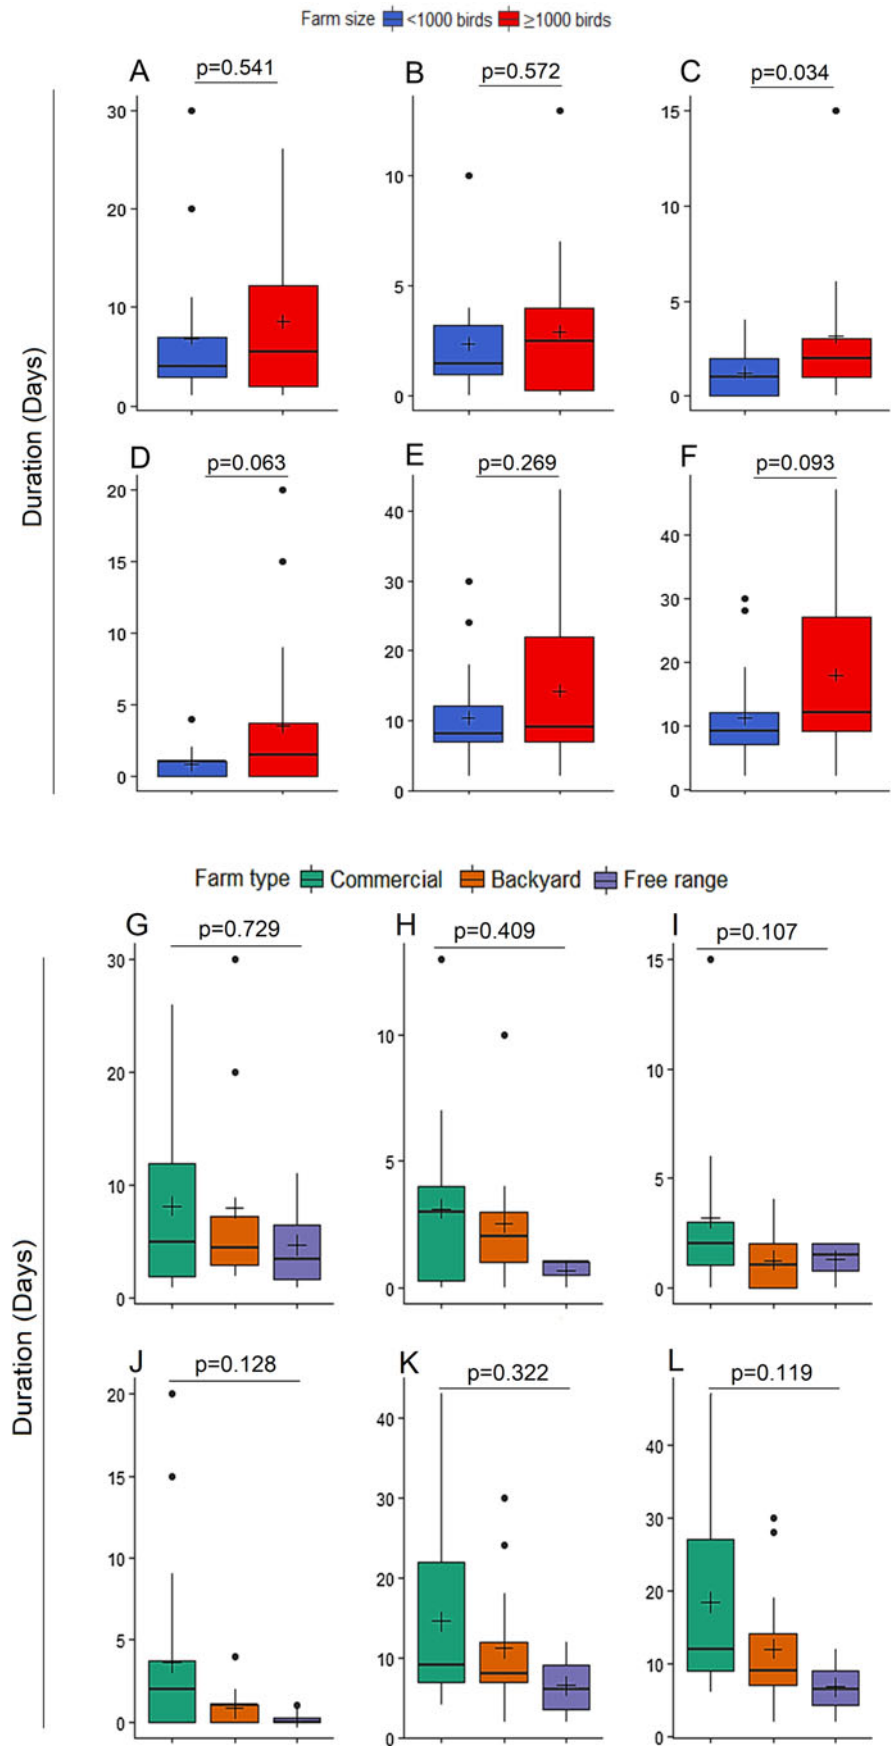 Farm size <1000 birds ≥1000 birds
A p=0.541 B p=0.572 C p=0.034
30 20 10 0
10 5 0
15 10 5 0
Duration (Days)
D p=0.063 E p=0.269 F p=0.093
20 15 10 5 0
40 30 20 10 0
40 30 20 10 0
Farm type Commercial Backyard Free range
G p=0.729 H p=0.409 I p=0.107
30 20 10 0
10 5 0
15 10 5 0
Duration (Days)
J p=0.128 K p=0.322 L p=0.119
20 15 10 5 0
40 30 20 10 0
40 30 20 10 0